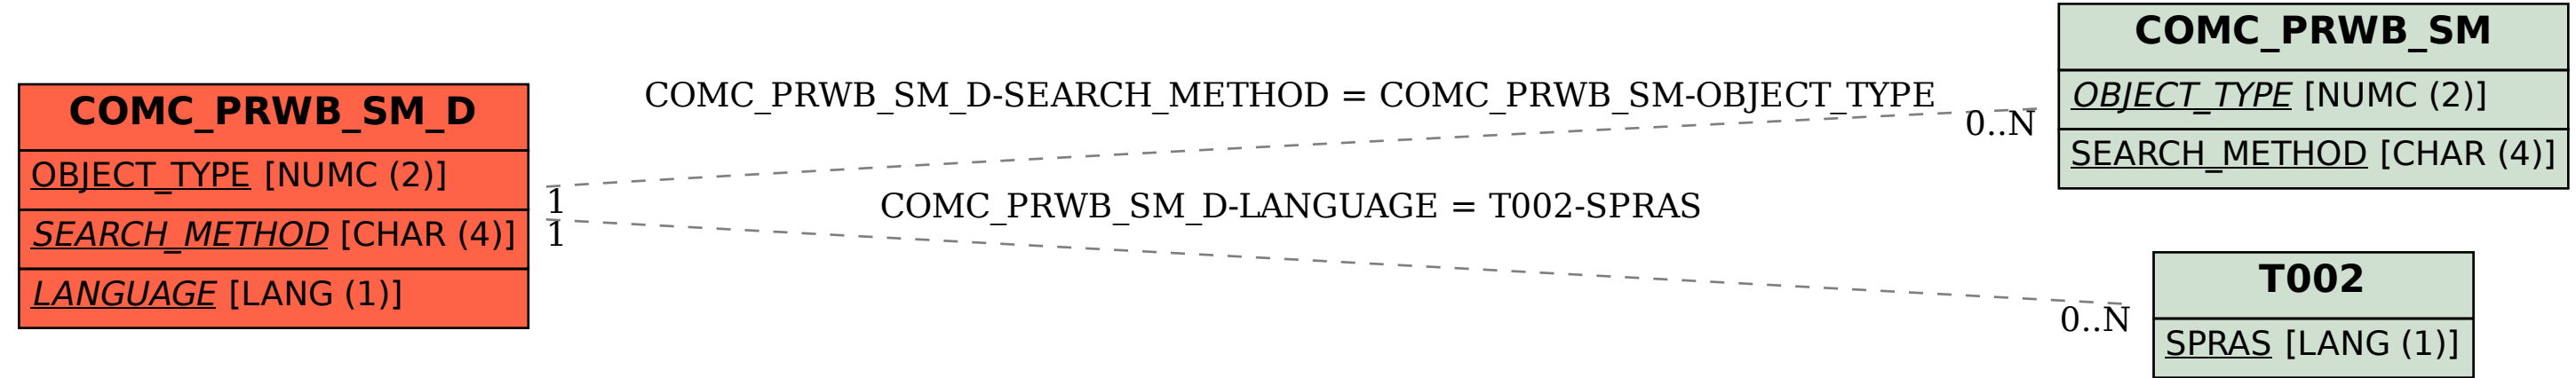 COMC_PRWB_SM_D
OBJECT_TYPE [NUMC (2)]
SEARCH_METHOD [CHAR (4)]
LANGUAGE [LANG (1)]
COMC_PRWB_SM_D-SEARCH_METHOD = COMC_PRWB_SM-OBJECT_TYPE
0..N
1
COMC_PRWB_SM_D-LANGUAGE = T002-SPRAS
1
0..N
COMC_PRWB_SM
OBJECT_TYPE [NUMC (2)]
SEARCH_METHOD [CHAR (4)]
T002
SPRAS [LANG (1)]